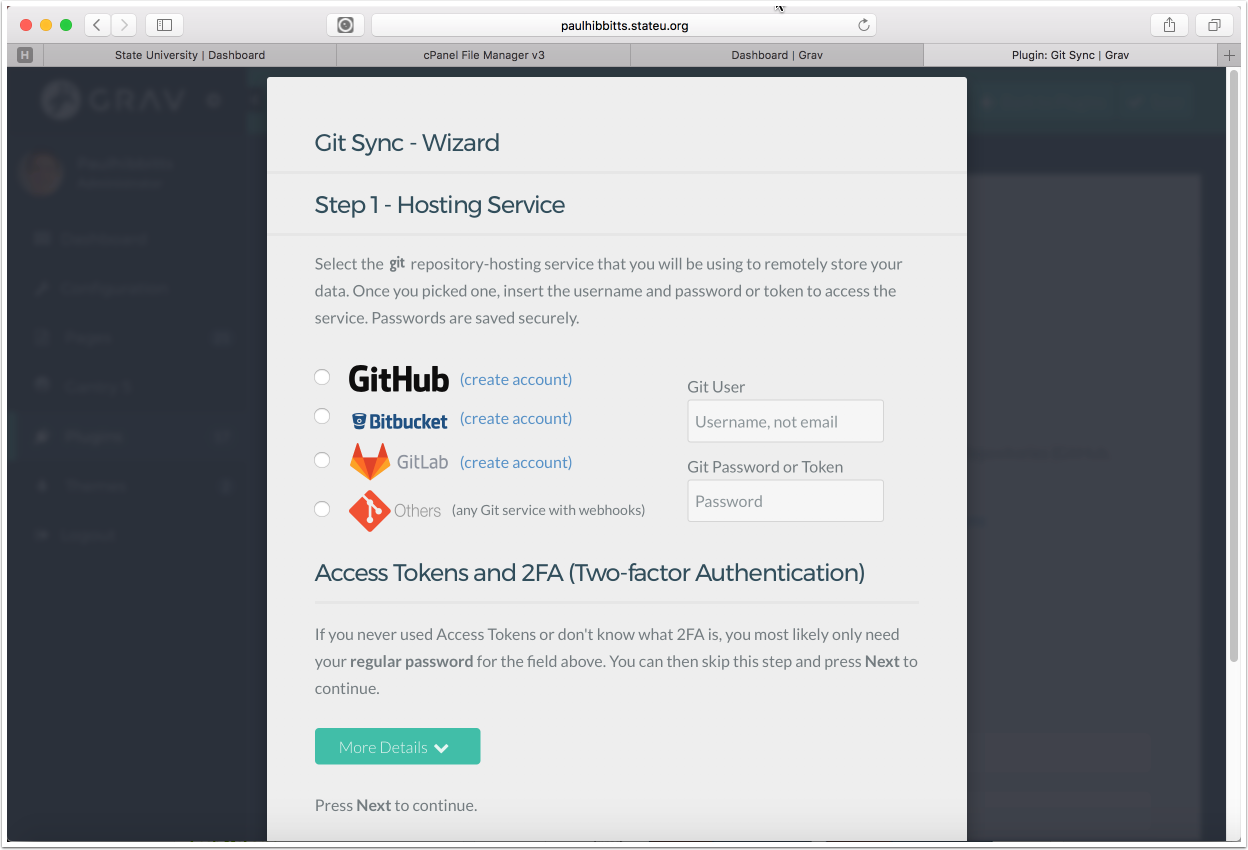 paulhibbitts.stateu.org
H
State University | Dashboard
cPanel File Manager v3
Dashboard | Grav
Plugin: Git Sync | Grav
GRAV
Git Sync - Wizard
Step 1 - Hosting Service
Select the git repository-hosting service that you will be using to remotely store your
data. Once you picked one, insert the username and password or token to access the
service. Passwords are saved securely.
GitHub (create account)
Bitbucket (create account)
GitLab (create account)
Others (any Git service with webhooks)
Git User
Username, not email
Git Password or Token
Password
Access Tokens and 2FA (Two-factor Authentication)
If you never used Access Tokens or don't know what 2FA is, you most likely only need
your regular password for the field above. You can then skip this step and press Next to
continue.
More Details
Press Next to continue.